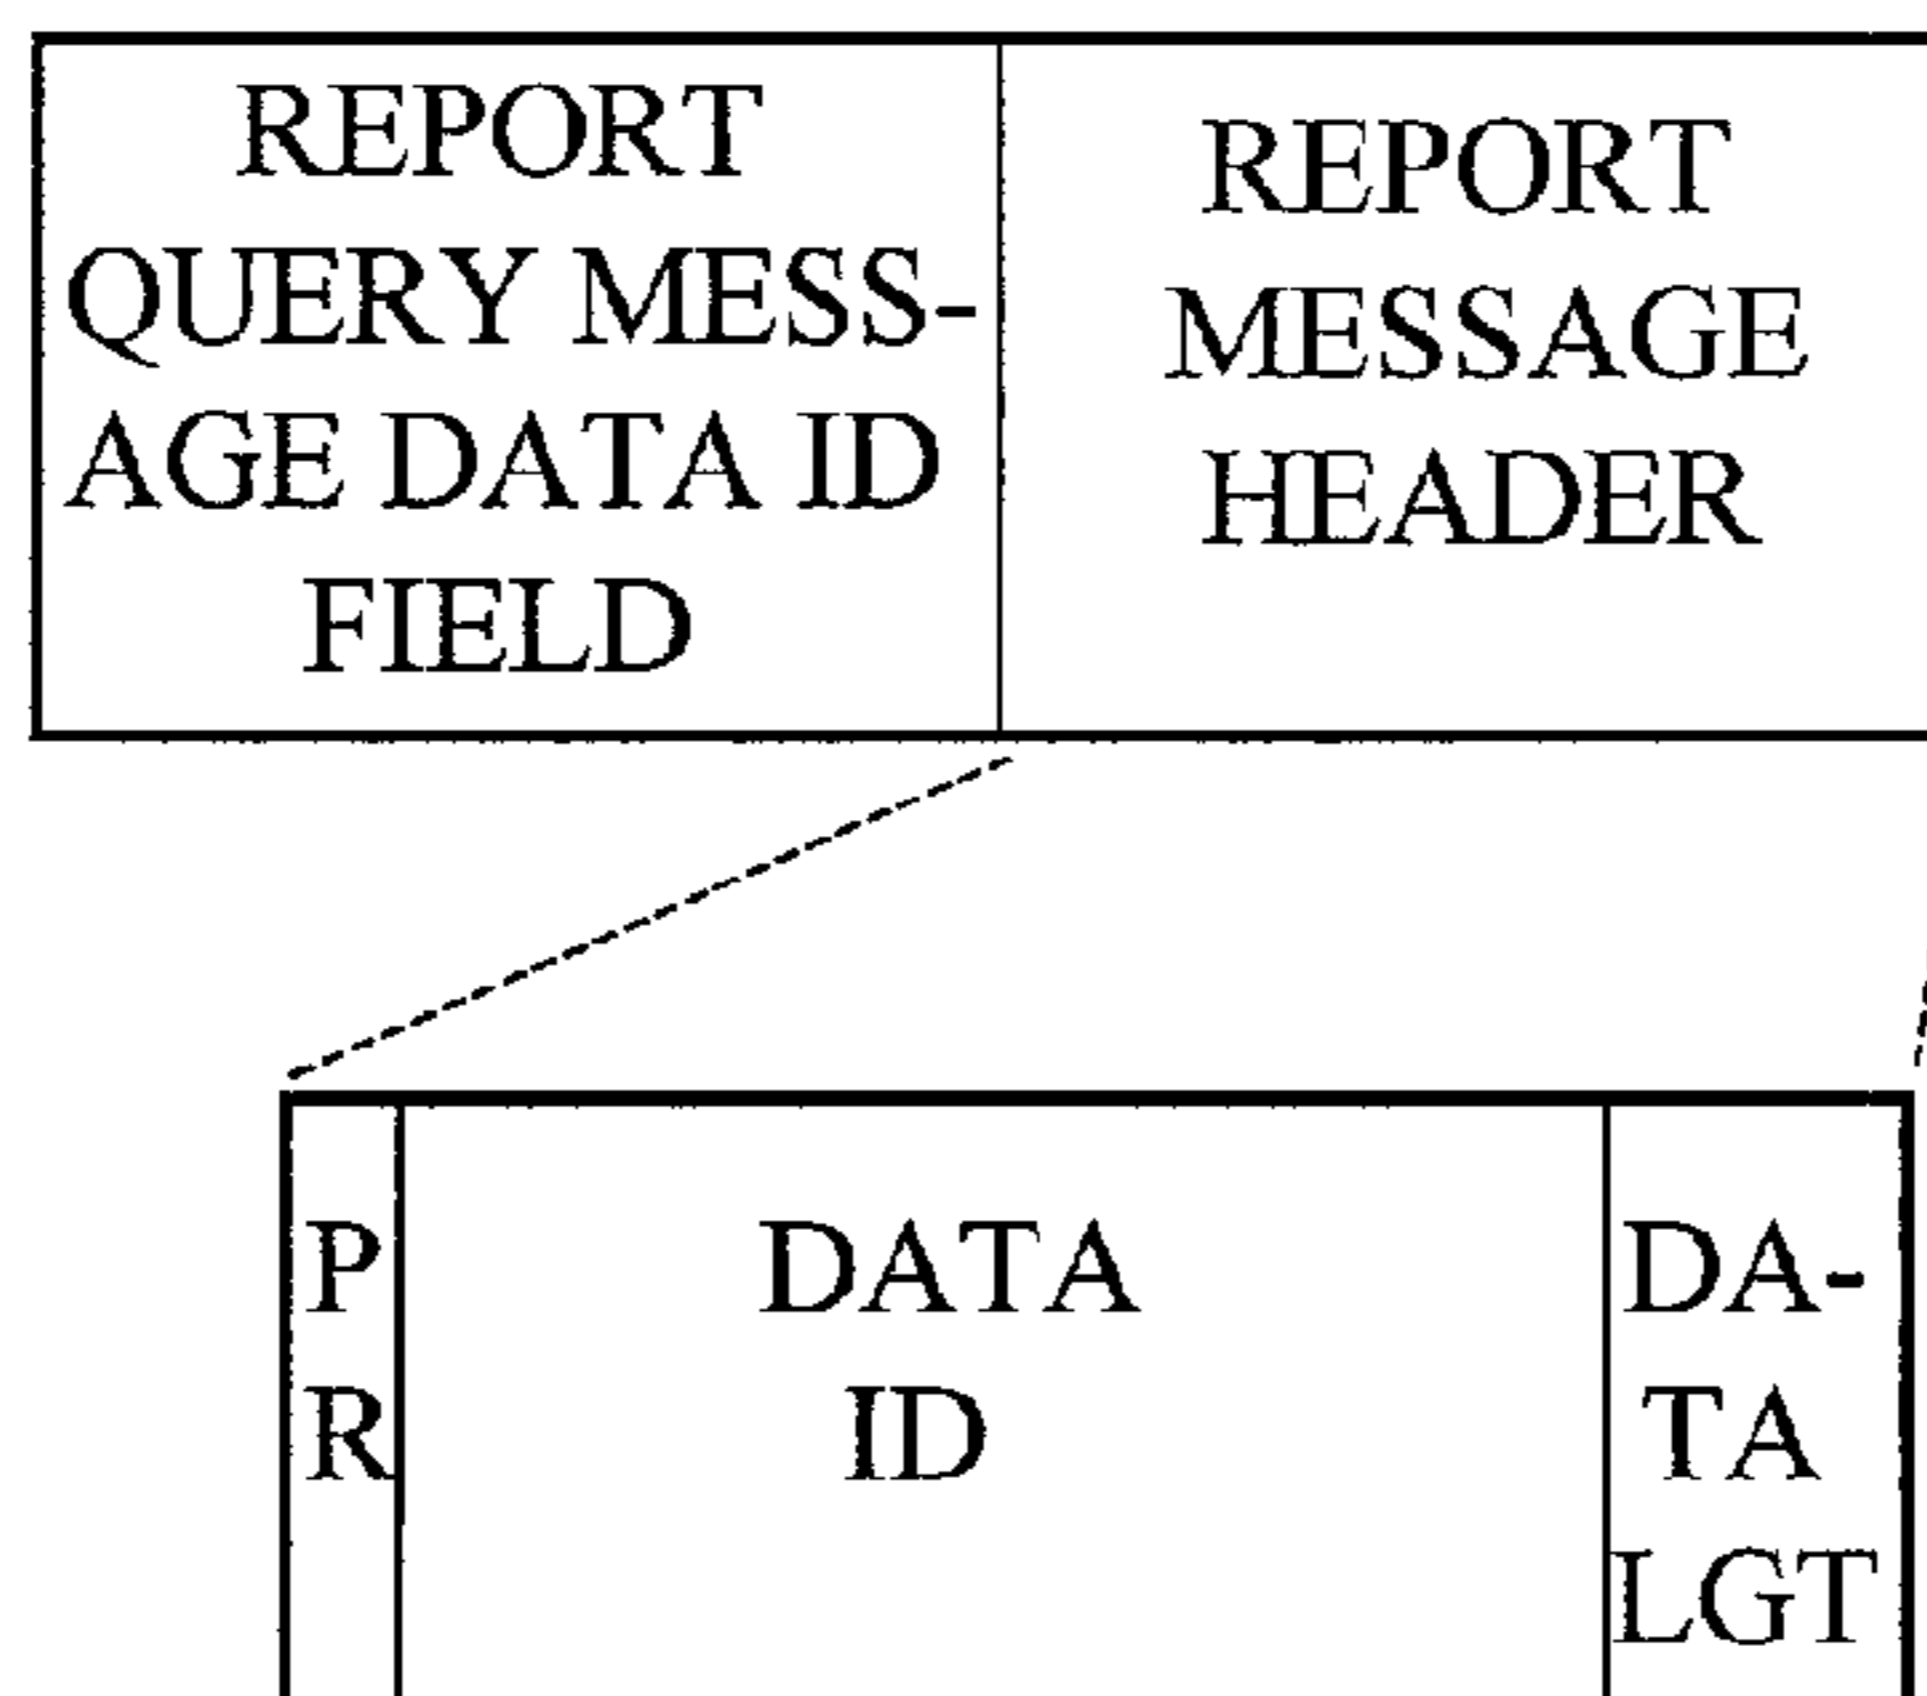 REPORT
QUERY MESS-
AGE DATA ID
FIELD
REPORT
MESSAGE
HEADER
P
R
DATA
ID
DA-
TA
LGT